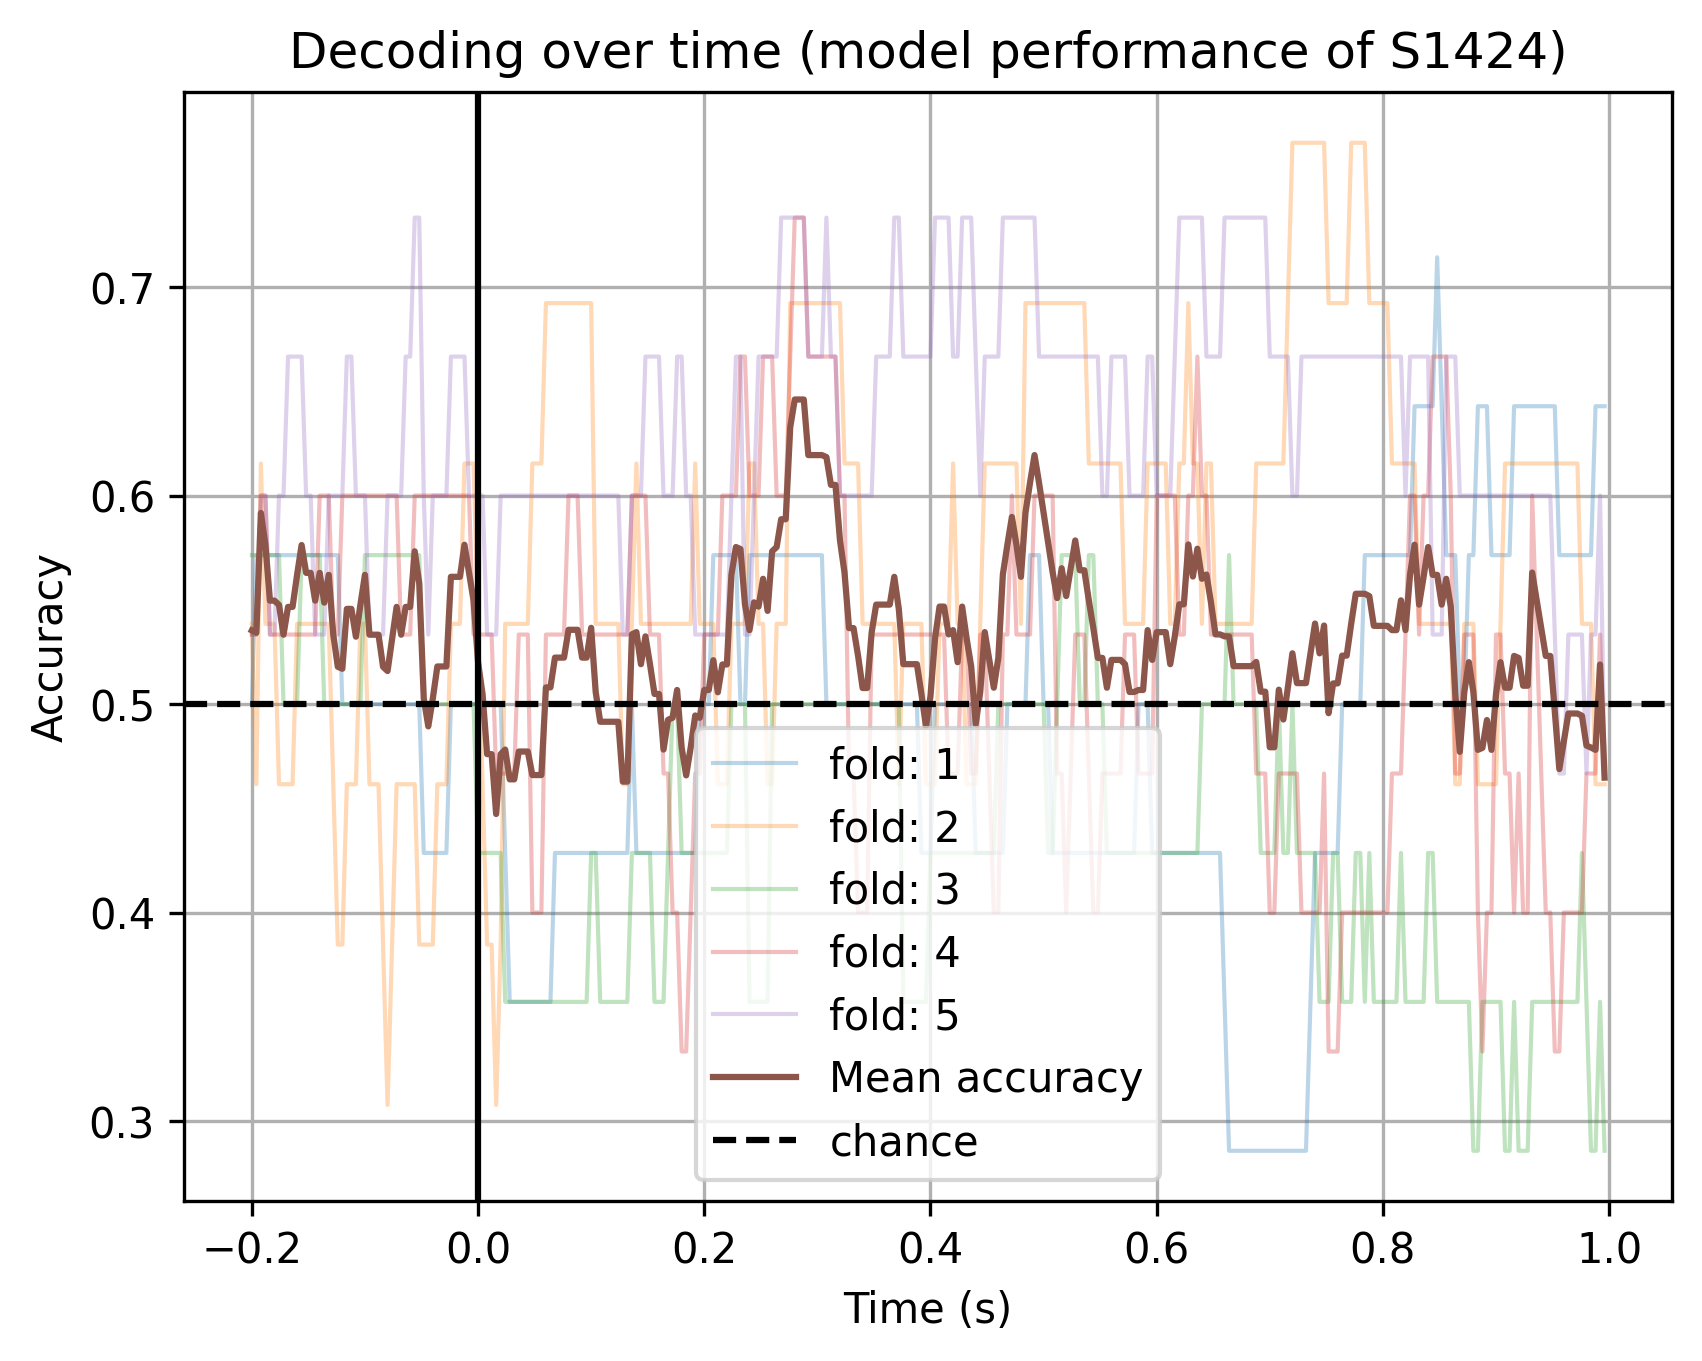 Decoding over time (model performance of S1424)
Accuracy
0.7
0.6
0.5
0.4
0.3
fold: 1
fold: 2
fold: 3
fold: 4
fold: 5
Mean accuracy
chance
−0.2 0.0 0.2 0.4 0.6 0.8 1.0
Time (s)